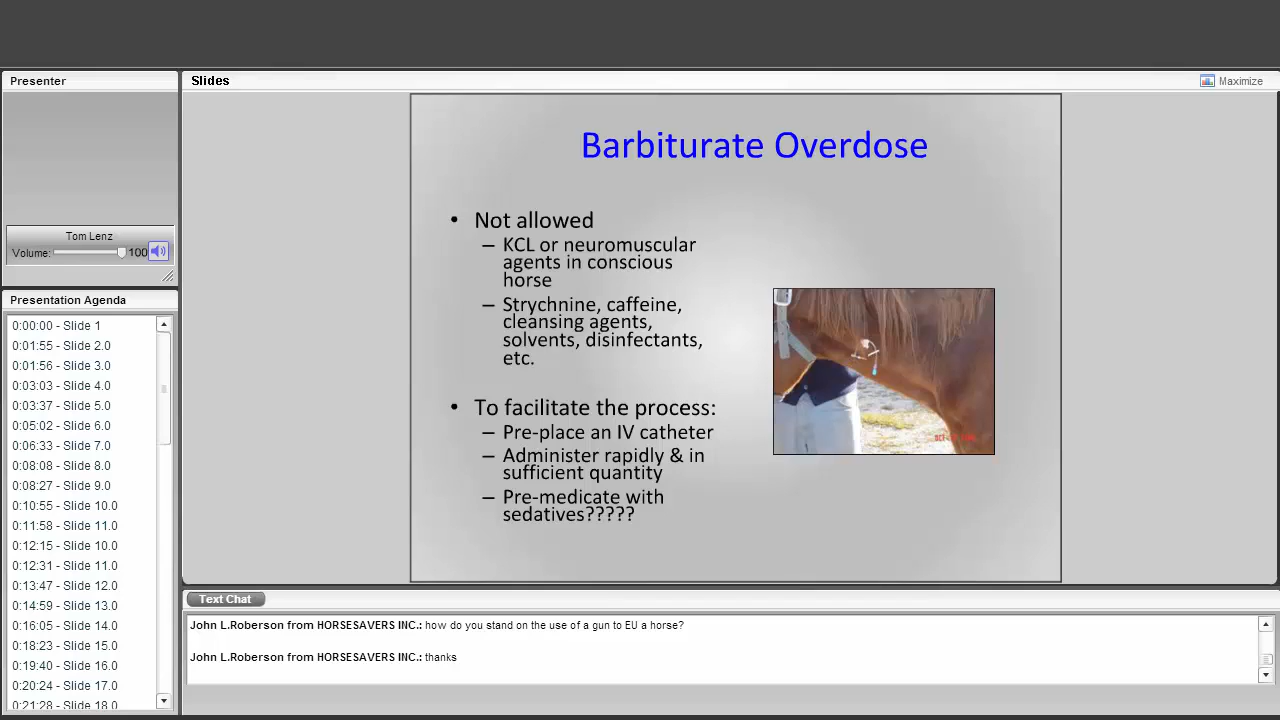 Presenter
Slides
Maximize
Tom Lenz
Volume:
100
Presentation Agenda
0:00:00 - Slide 1
0:01:55 - Slide 2.0
0:01:56 - Slide 3.0
0:03:03 - Slide 4.0
0:03:37 - Slide 5.0
0:05:02 - Slide 6.0
0:06:33 - Slide 7.0
0:08:08 - Slide 8.0
0:08:27 - Slide 9.0
0:10:55 - Slide 10.0
0:11:58 - Slide 11.0
0:12:15 - Slide 10.0
0:12:31 - Slide 11.0
0:13:47 - Slide 12.0
0:14:59 - Slide 13.0
0:16:05 - Slide 14.0
0:18:23 - Slide 15.0
0:19:40 - Slide 16.0
0:20:24 - Slide 17.0
0:21:28 - Slide 18.0
Barbiturate Overdose
• Not allowed
– KCL or neuromuscular
agents in conscious
horse
– Strychnine, caffeine,
cleansing agents,
solvents, disinfectants,
etc.
• To facilitate the process:
– Pre-place an IV catheter
– Administer rapidly & in
sufficient quantity
– Pre-medicate with
sedatives?????
Text Chat
John L.Roberson from HORSESAVERS INC.: how do you stand on the use of a gun to EU a horse?
John L.Roberson from HORSESAVERS INC.: thanks